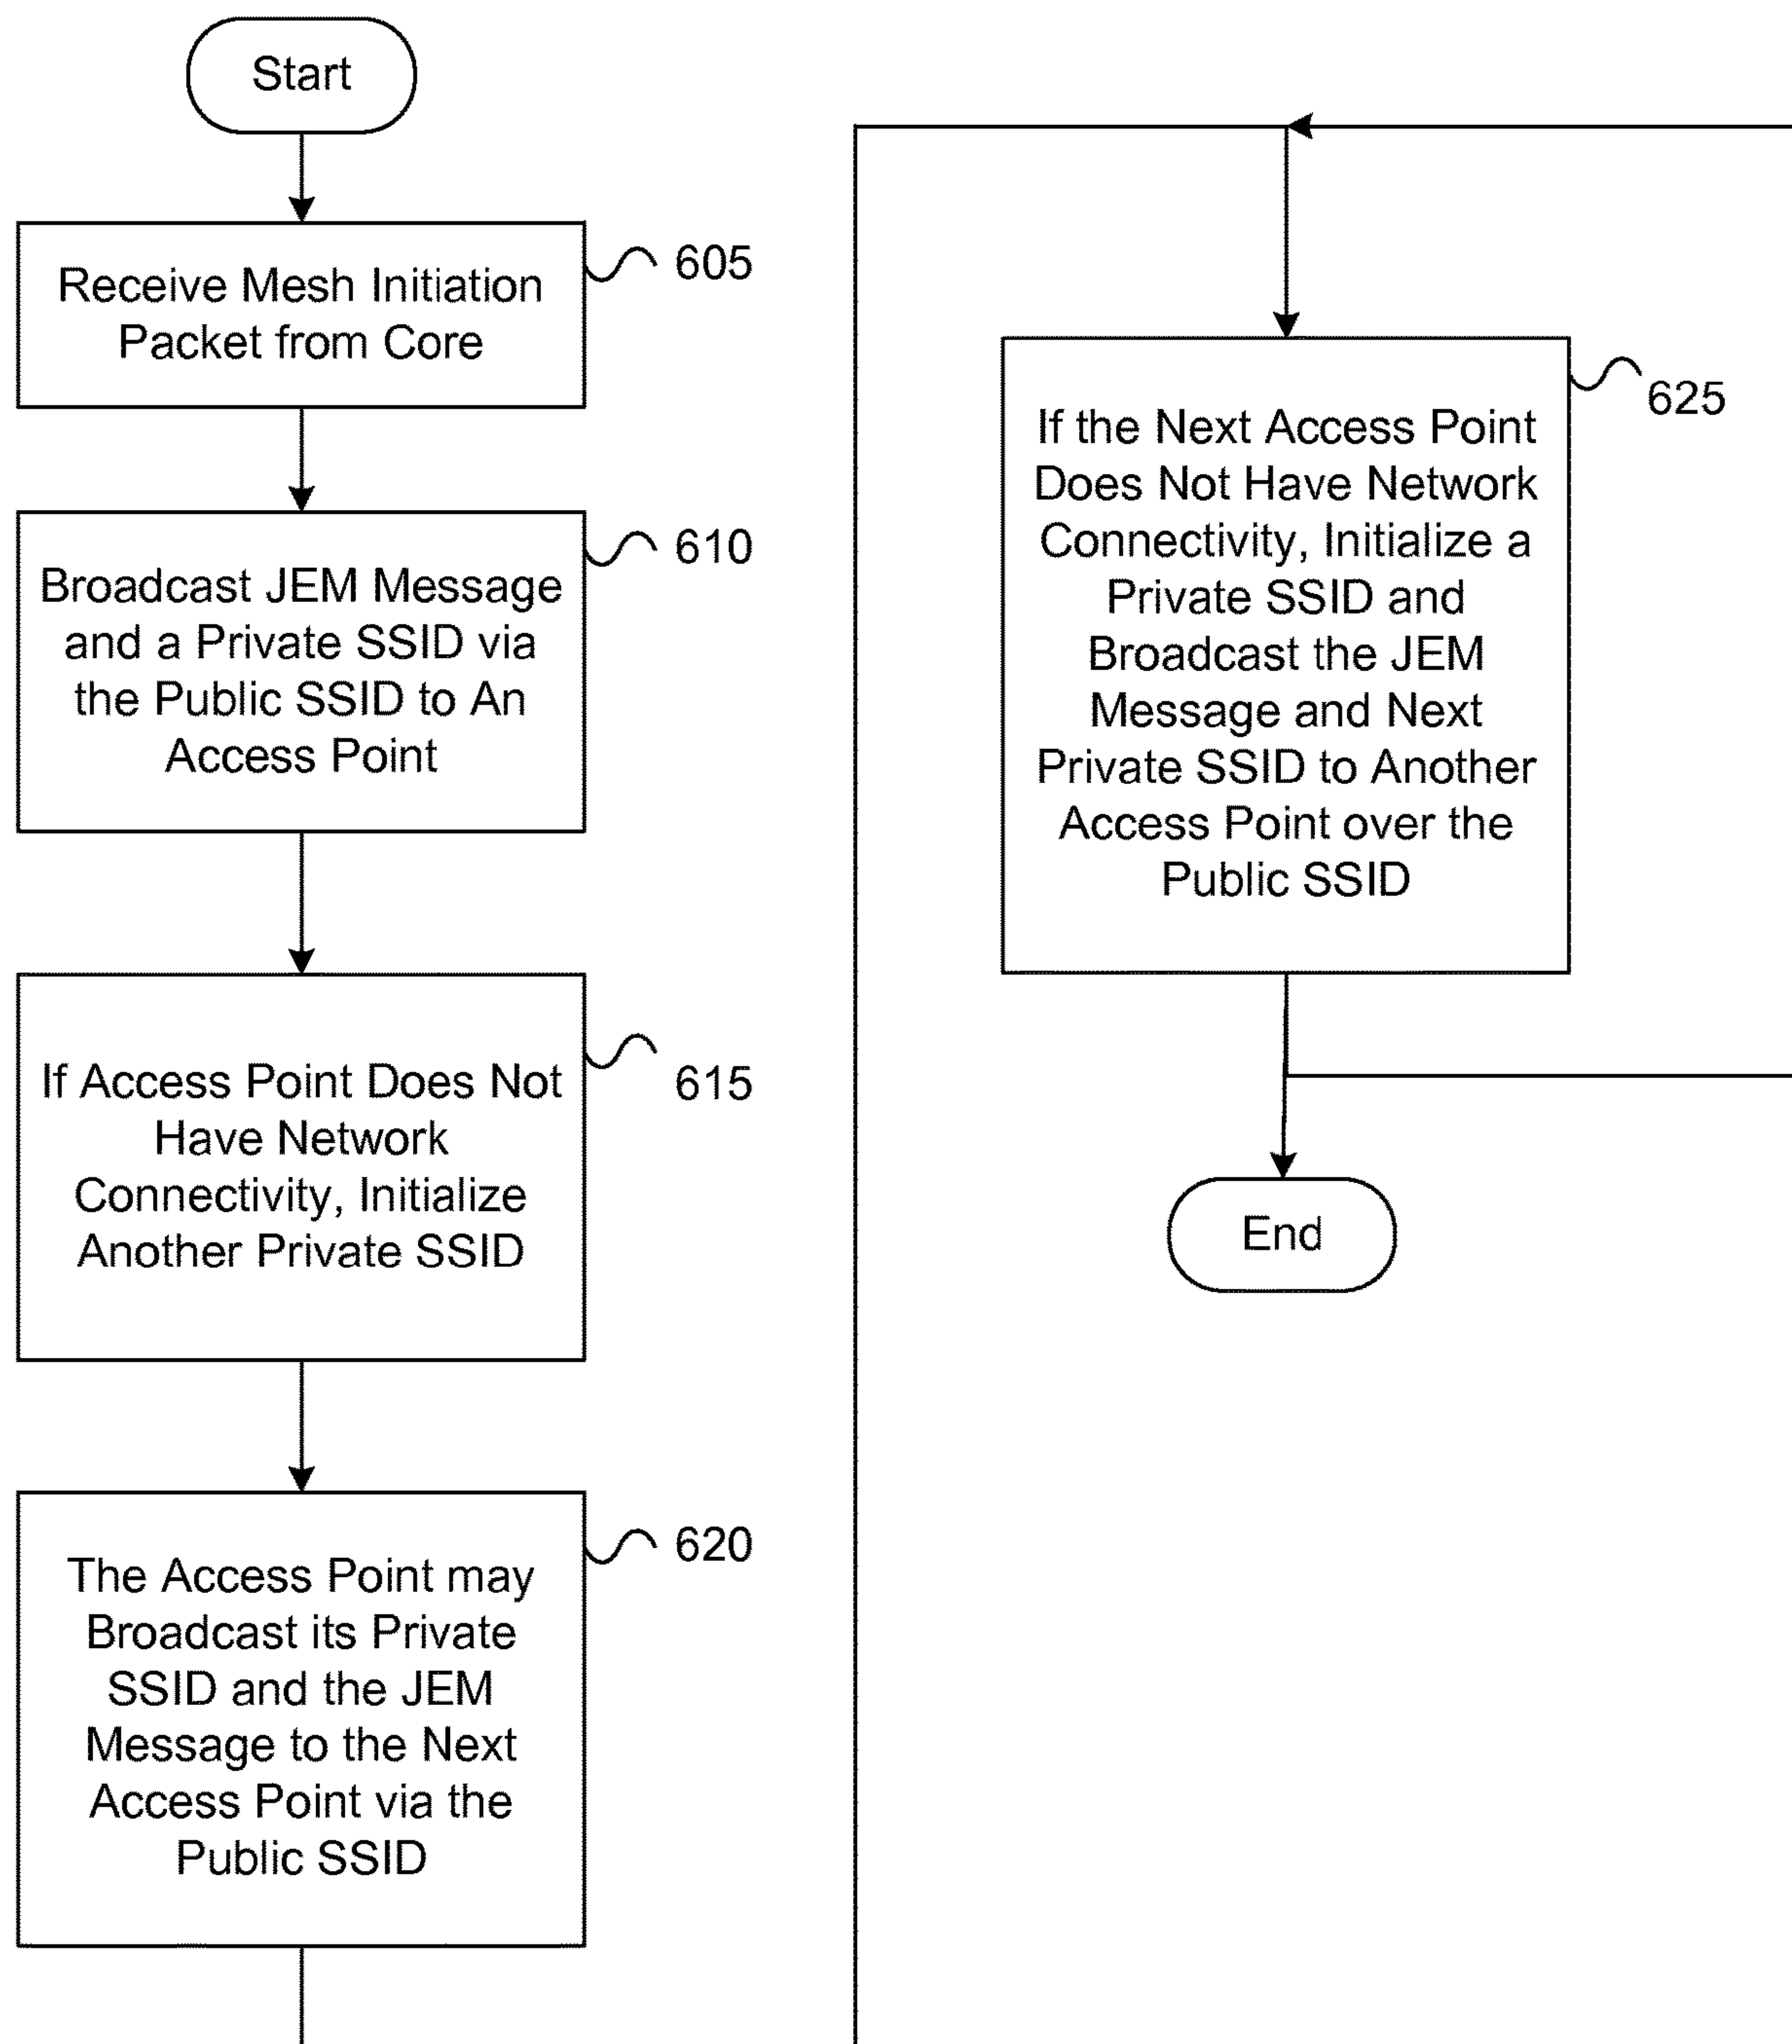 Start
Receive Mesh Initiation
Packet from Core
605
Broadcast JEM Message
and a Private SSID via
the Public SSID to An
Access Point
610
If Access Point Does Not
Have Network
Connectivity, Initialize
Another Private SSID
615
The Access Point may
Broadcast its Private
SSID and the JEM
Message to the Next
Access Point via the
Public SSID
620
If the Next Access Point
Does Not Have Network
Connectivity, Initialize a
Private SSID and
Broadcast the JEM
Message and Next
Private SSID to Another
Access Point over the
Public SSID
625
End